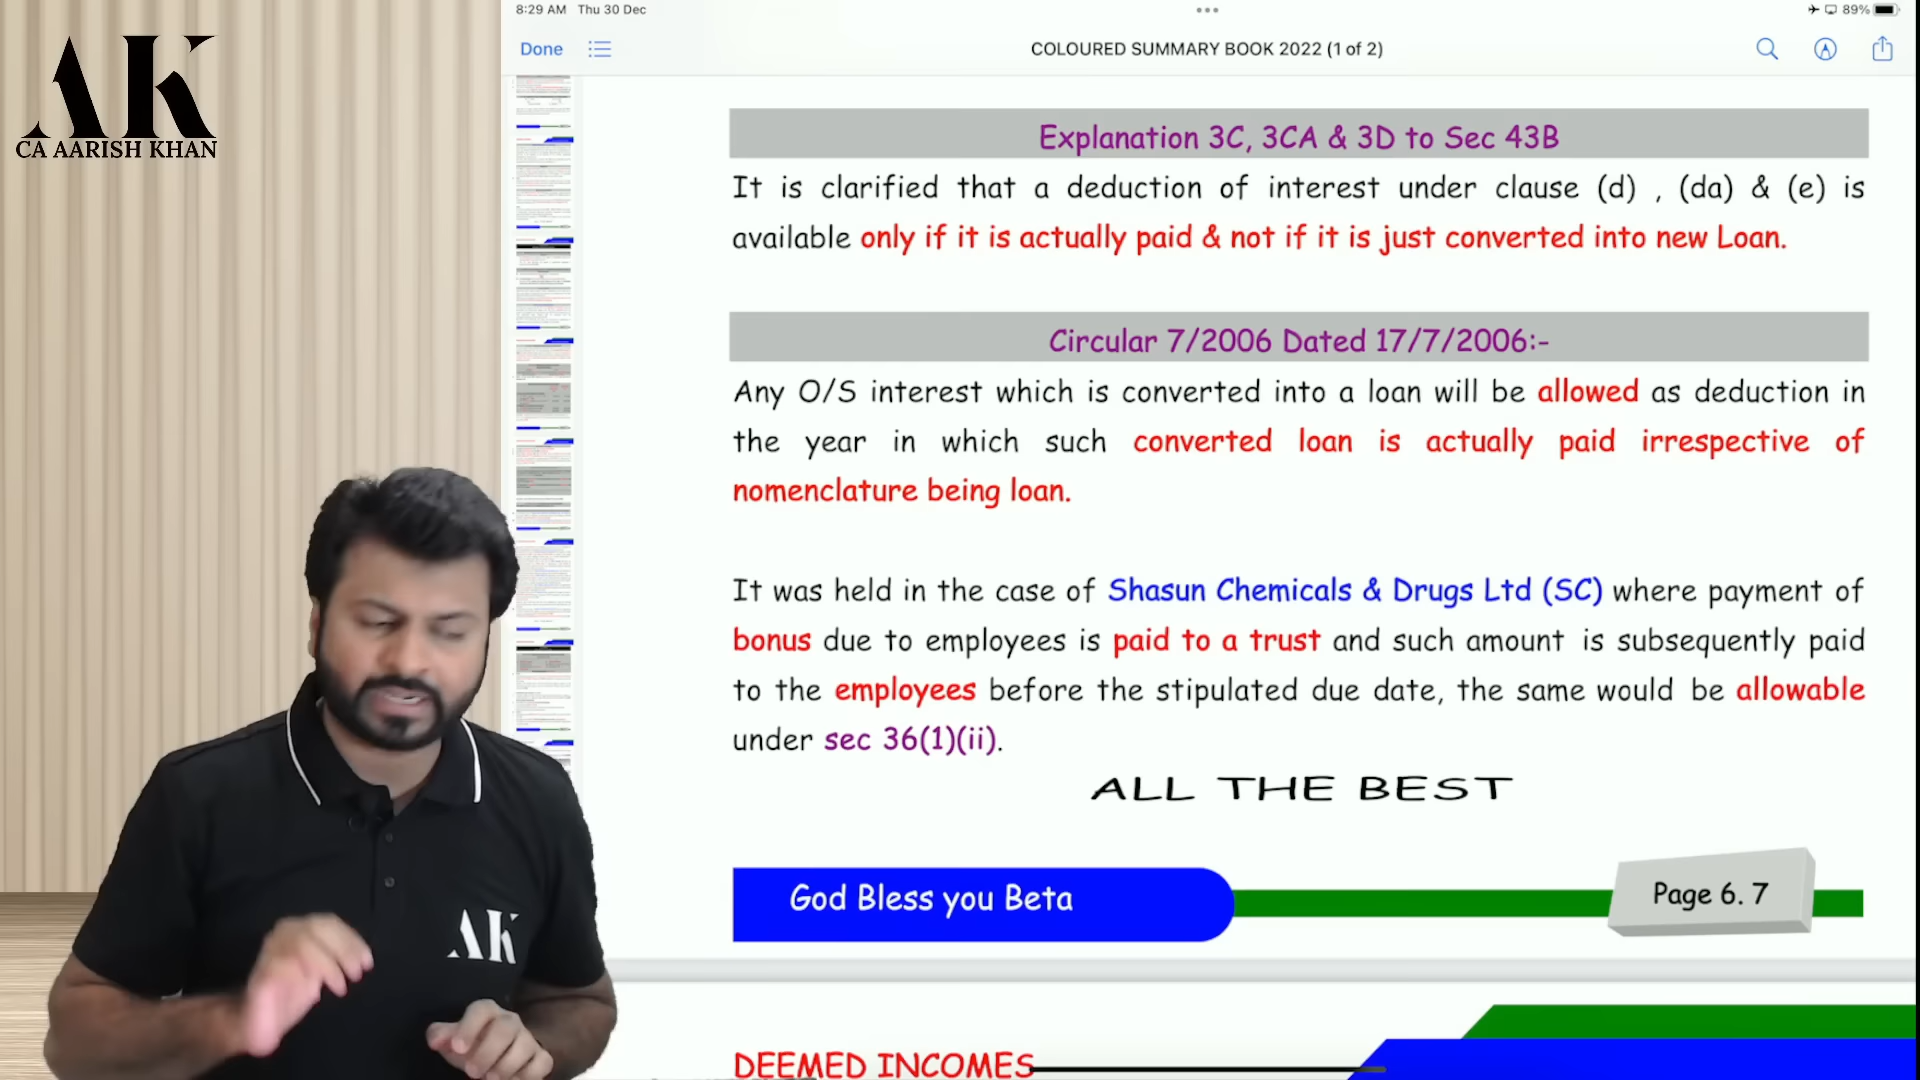 AK
CA AARISH KHAN
8:29 AM Thu 30 Dec
89%
Done
COLOURED SUMMARY BOOK 2022 (1 of 2)
Explanation 3C, 3CA & 3D to Sec 43B
It is clarified that a deduction of interest under clause (d) , (da) & (e) is
available only if it is actually paid & not if it is just converted into new Loan.
Circular 7/2006 Dated 17/7/2006:-
Any O/S interest which is converted into a loan will be allowed as deduction in
the year in which such converted loan is actually paid irrespective of
nomenclature being loan.
It was held in the case of Shasun Chemicals & Drugs Ltd (SC) where payment of
bonus due to employees is paid to a trust and such amount is subsequently paid
to the employees before the stipulated due date, the same would be allowable
under sec 36(1)(ii).
ALL THE BEST
God Bless you Beta
Page 6. 7
DEEMED INCOMES
AK